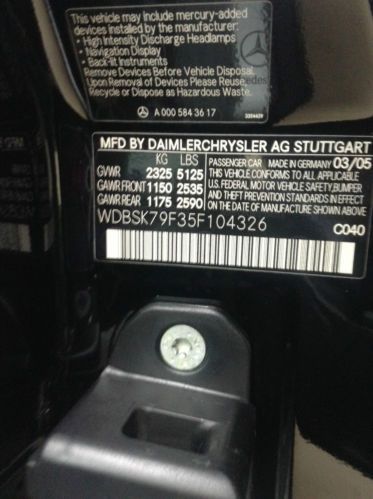 This vehicle may include mercury-added
devices installed by the manufacturer:
• High Intensity Discharge Headlamps
• Navigation Display
• Back-lit Instruments
Remove Devices Before Vehicle Disposal
Upon Removal of Devices Please Reuse,
Recycle or Dispose as Hazardous Waste.
A 000 584 36 17
MFD BY DAIMLERCHRYSLER AG STUTTGART
KG LBS PASSENGER CAR MADE IN GERMANY 03/05
GVWR 2325 5125 THIS VEHICLE CONFORMS TO ALL APPLICABLE
GAWR.FRONT 1150 2535 U.S. FEDERAL MOTOR VEHICLE SAFETY,BUMPER
GAWR.REAR 1175 2590 AND THEFT PREVENTION STANDARDS IN EFFECT
ON THE DATE OF MANUFACTURE SHOWN ABOVE
WDBSK79F35F104326
C040